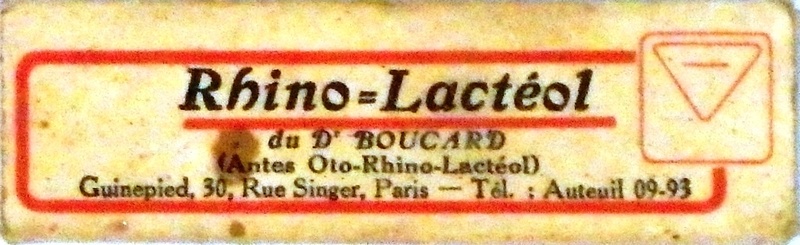 Rhino=Lactéol
du Dr BOUCARD
(Antes Oto-Rhino-Lactéol)
Guinepied, 30, Rue Singer, Paris — Tél. : Auteuil 09-93